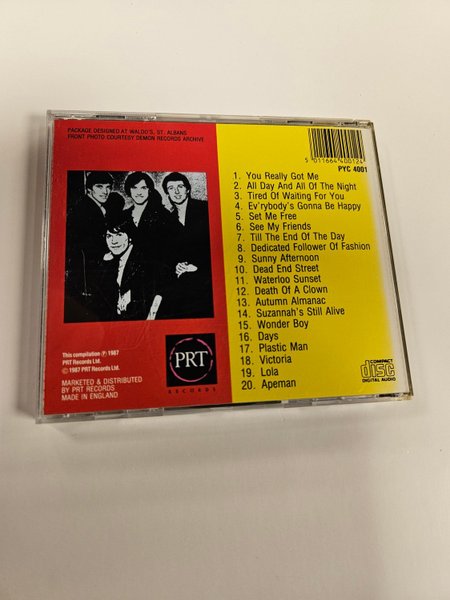 PACKAGE DESIGNED AT WALDO'S, ST. ALBANS
FRONT PHOTO COURTESY DEMON RECORDS ARCHIVE
5 011664 400124
PYC 4001
1. You Really Got Me
2. All Day And All Of The Night
3. Tired Of Waiting For You
4. Ev'rybody's Gonna Be Happy
5. Set Me Free
6. See My Friends
7. Till The End Of The Day
8. Dedicated Follower Of Fashion
9. Sunny Afternoon
10. Dead End Street
11. Waterloo Sunset
12. Death Of A Clown
13. Autumn Almanac
14. Suzannah's Still Alive
15. Wonder Boy
16. Days
17. Plastic Man
18. Victoria
19. Lola
20. Apeman
This compilation Ⓟ 1987
PRT Records Ltd.
© 1987 PRT Records Ltd.
MARKETED & DISTRIBUTED
BY PRT RECORDS
MADE IN ENGLAND
PRT
RECORDS
COMPACT
disc
DIGITAL AUDIO